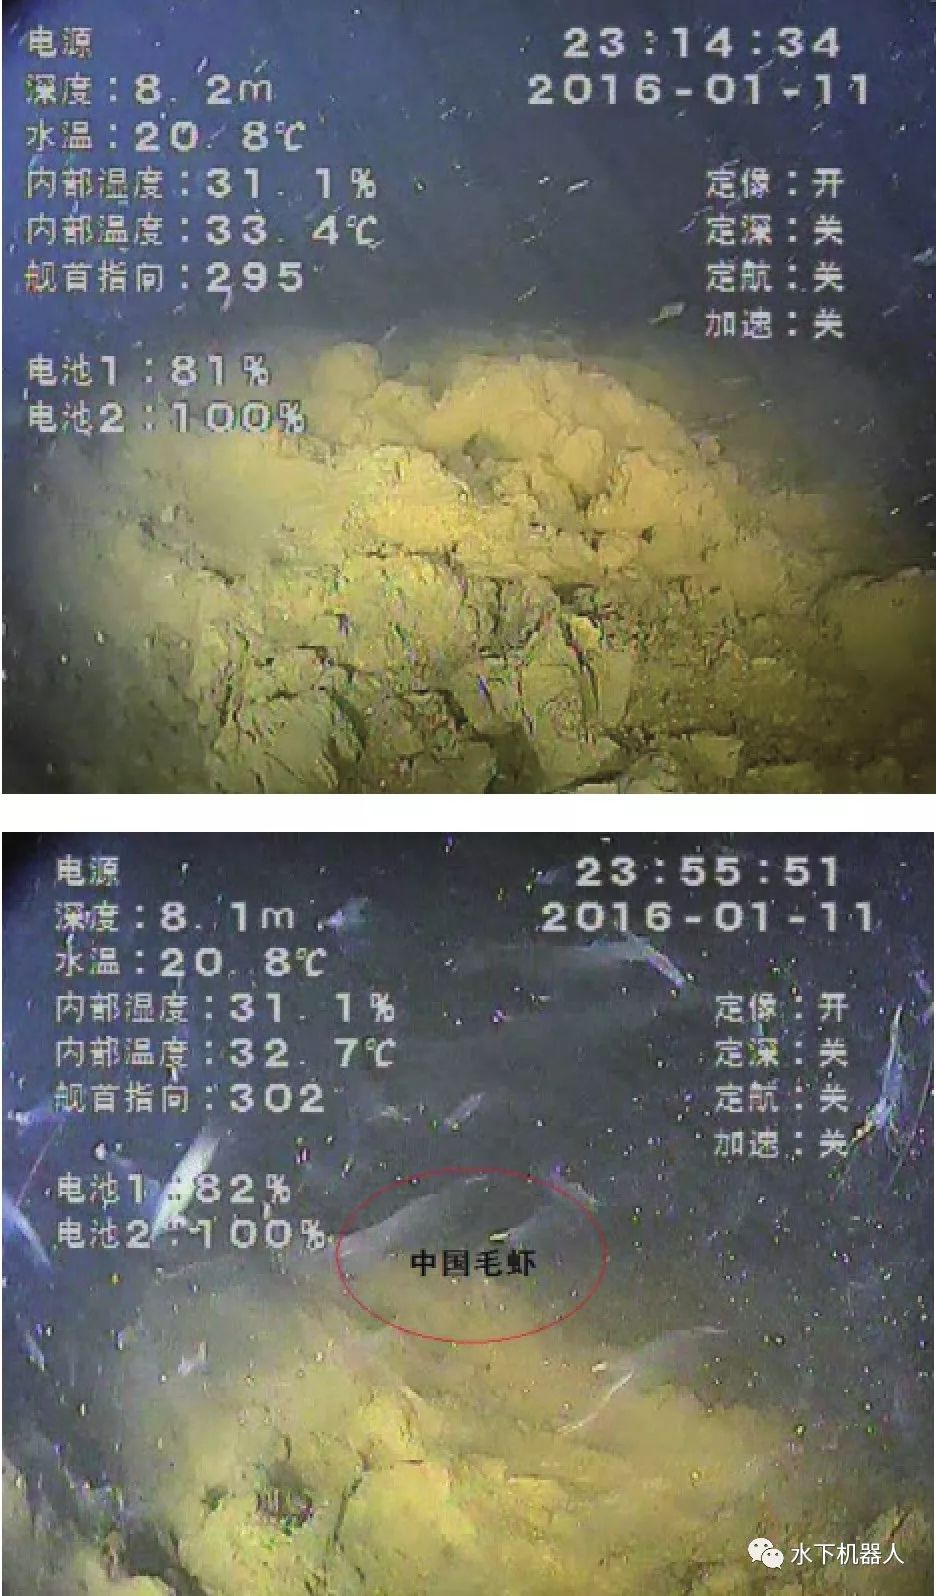 电源
23:14:34
深度:8.2m
2016-01-11
水温:20.8℃
内部湿度:31.1%
定像:开
内部温度:33.4℃
定深:关
舰首指向:295
定航:关
加速:关
电池1:81%
电池2:100%
电源
23:55:51
深度:8.1m
2016-01-11
水温:20.8℃
内部湿度:31.1%
定像:开
内部温度:32.7℃
定深:关
舰首指向:302
定航:关
加速:关
电池1:82%
电池2:100%
中国毛虾
水下机器人